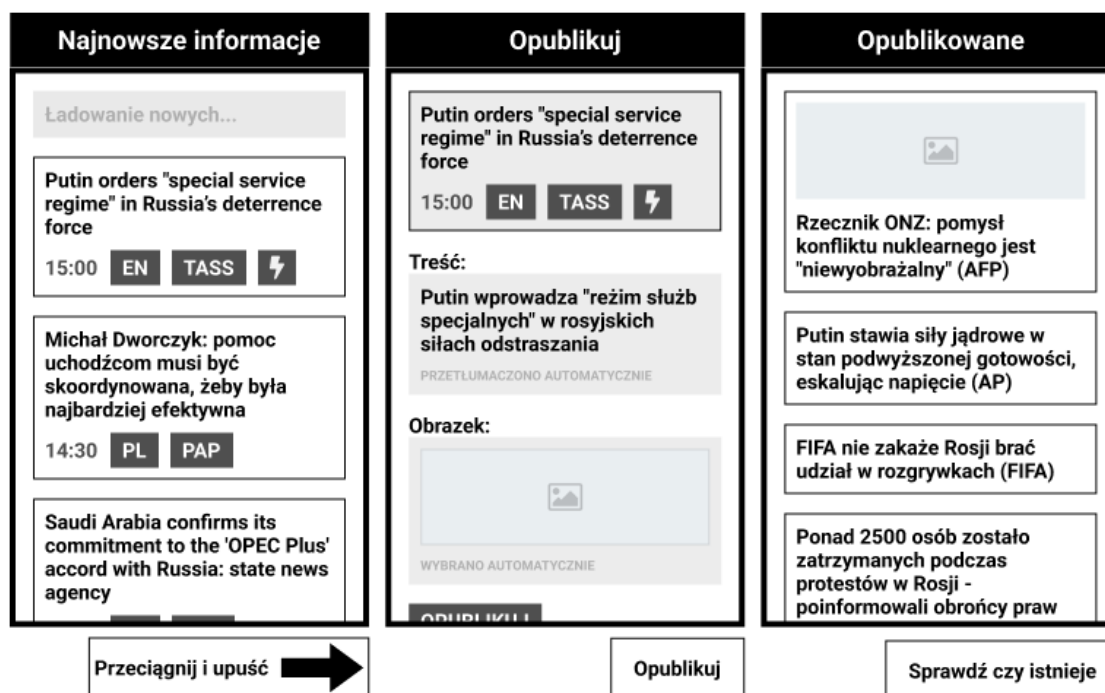 Najnowsze informacje
Ładowanie nowych...
Putin orders "special service
regime" in Russia's deterrence
force
15:00 EN TASS
Michał Dworczyk: pomoc
uchodźcom musi być
skoordynowana, żeby była
najbardziej efektywna
14:30 PL PAP
Saudi Arabia confirms its
commitment to the 'OPEC Plus'
accord with Russia: state news
agency
Przeciągnij i upuść
Opublikuj
Putin orders "special service
regime" in Russia's deterrence
force
15:00 EN TASS
Treść:
Putin wprowadza "reżim służb
specjalnych" w rosyjskich
siłach odstraszania
PRZETŁUMACZONO AUTOMATYCZNIE
Obrazek:
WYBRANO AUTOMATYCZNIE
OPUBLIKUJ
Opublikuj
Opublikowane
Rzecznik ONZ: pomysł
konfliktu nuklearnego jest
"niewyobrażalny" (AFP)
Putin stawia siły jądrowe w
stan podwyższonej gotowości,
eskalując napięcie (AP)
FIFA nie zakaże Rosji brać
udział w rozgrywkach (FIFA)
Ponad 2500 osób zostało
zatrzymanych podczas
protestów w Rosji -
poinformowali obrońcy praw
Sprawdź czy istnieje